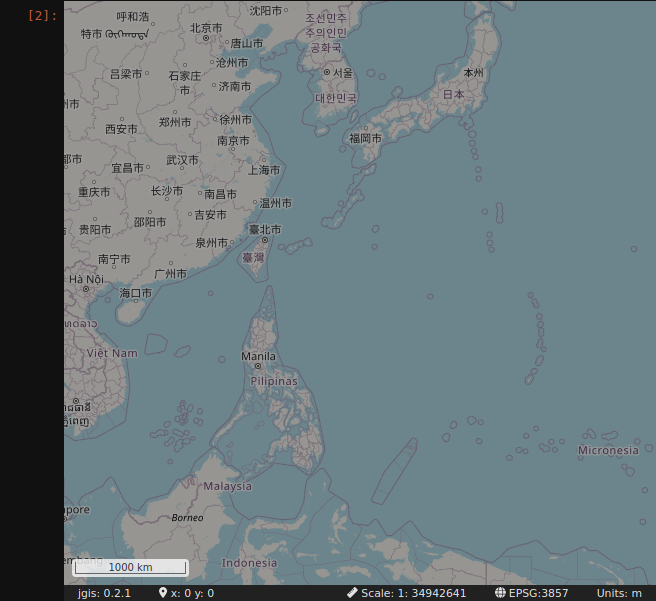 [2]:
呼和浩
特市
沈阳市
조선민주
주의인민
공화국
北京市
唐山市
本州
서울
日本
대한민국
吕梁市
石家庄
市
沧州市
济南市
州市
郑州市
徐州市
西安市
南京市
福岡市
都市
宜昌市
武汉市
上海市
重庆市
长沙市
南昌市
温州市
贵阳市
邵阳市
吉安市
臺北市
泉州市
臺灣
南宁市
广州市
Hà Nội
海口市
Việt Nam
Manila
Pilipinas
Micronesia
Malaysia
Borneo
apore
Indonesia
1000 km
jgis: 0.2.1
x: 0 y: 0
Scale: 1: 34942641
EPSG:3857
Units: m